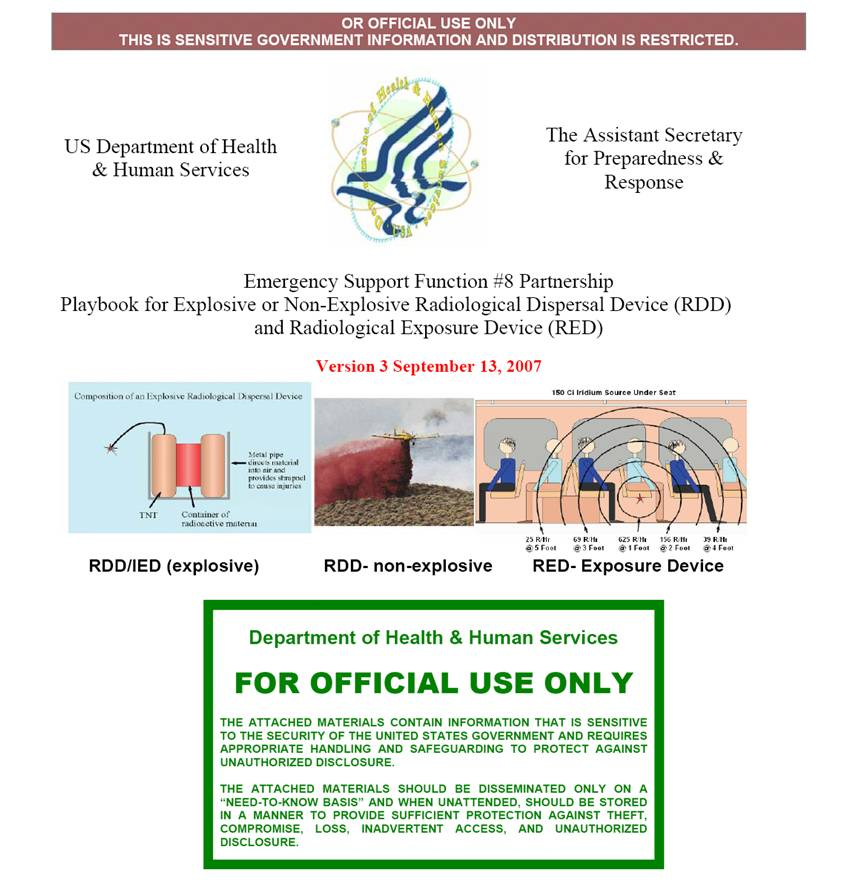 OR OFFICIAL USE ONLY
THIS IS SENSITIVE GOVERNMENT INFORMATION AND DISTRIBUTION IS RESTRICTED.
US Department of Health
& Human Services
The Assistant Secretary
for Preparedness &
Response
Emergency Support Function #8 Partnership
Playbook for Explosive or Non-Explosive Radiological Dispersal Device (RDD)
and Radiological Exposure Device (RED)
Version 3 September 13, 2007
Composition of an Explosive Radiological Dispersal Device
Metal pipe
directs material
into air and
provides shrapnel
to cause injuries
TNT
Container of
radioactive material
150 Ci Iridium Source Under Seat
25 R/Hr
@ 5 Foot
69 R/Hr
@ 3 Foot
625 R/Hr
@ 1 Foot
156 R/Hr
@ 2 Foot
39 R/Hr
@ 4 Foot
RDD/IED (explosive)
RDD- non-explosive
RED- Exposure Device
Department of Health & Human Services
FOR OFFICIAL USE ONLY
THE ATTACHED MATERIALS CONTAIN INFORMATION THAT IS SENSITIVE
TO THE SECURITY OF THE UNITED STATES GOVERNMENT AND REQUIRES
APPROPRIATE HANDLING AND SAFEGUARDING TO PROTECT AGAINST
UNAUTHORIZED DISCLOSURE.
THE ATTACHED MATERIALS SHOULD BE DISSEMINATED ONLY ON A
“NEED-TO-KNOW BASIS” AND WHEN UNATTENDED, SHOULD BE STORED
IN A MANNER TO PROVIDE SUFFICIENT PROTECTION AGAINST THEFT,
COMPROMISE, LOSS, INADVERTENT ACCESS, AND UNAUTHORIZED
DISCLOSURE.